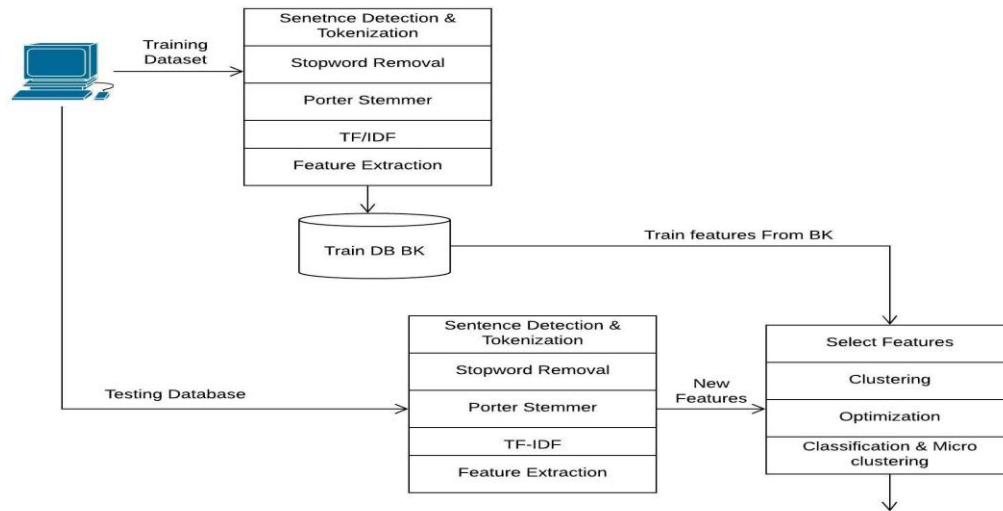 Senetnce Detection &
Tokenization
Training
Dataset
Stopword Removal
Porter Stemmer
TF/IDF
Feature Extraction
Train DB BK
Train features From BK
Sentence Detection &
Tokenization
Stopword Removal
Testing Database
Porter Stemmer
TF-IDF
Feature Extraction
New
Features
Select Features
Clustering
Optimization
Classification & Micro
clustering